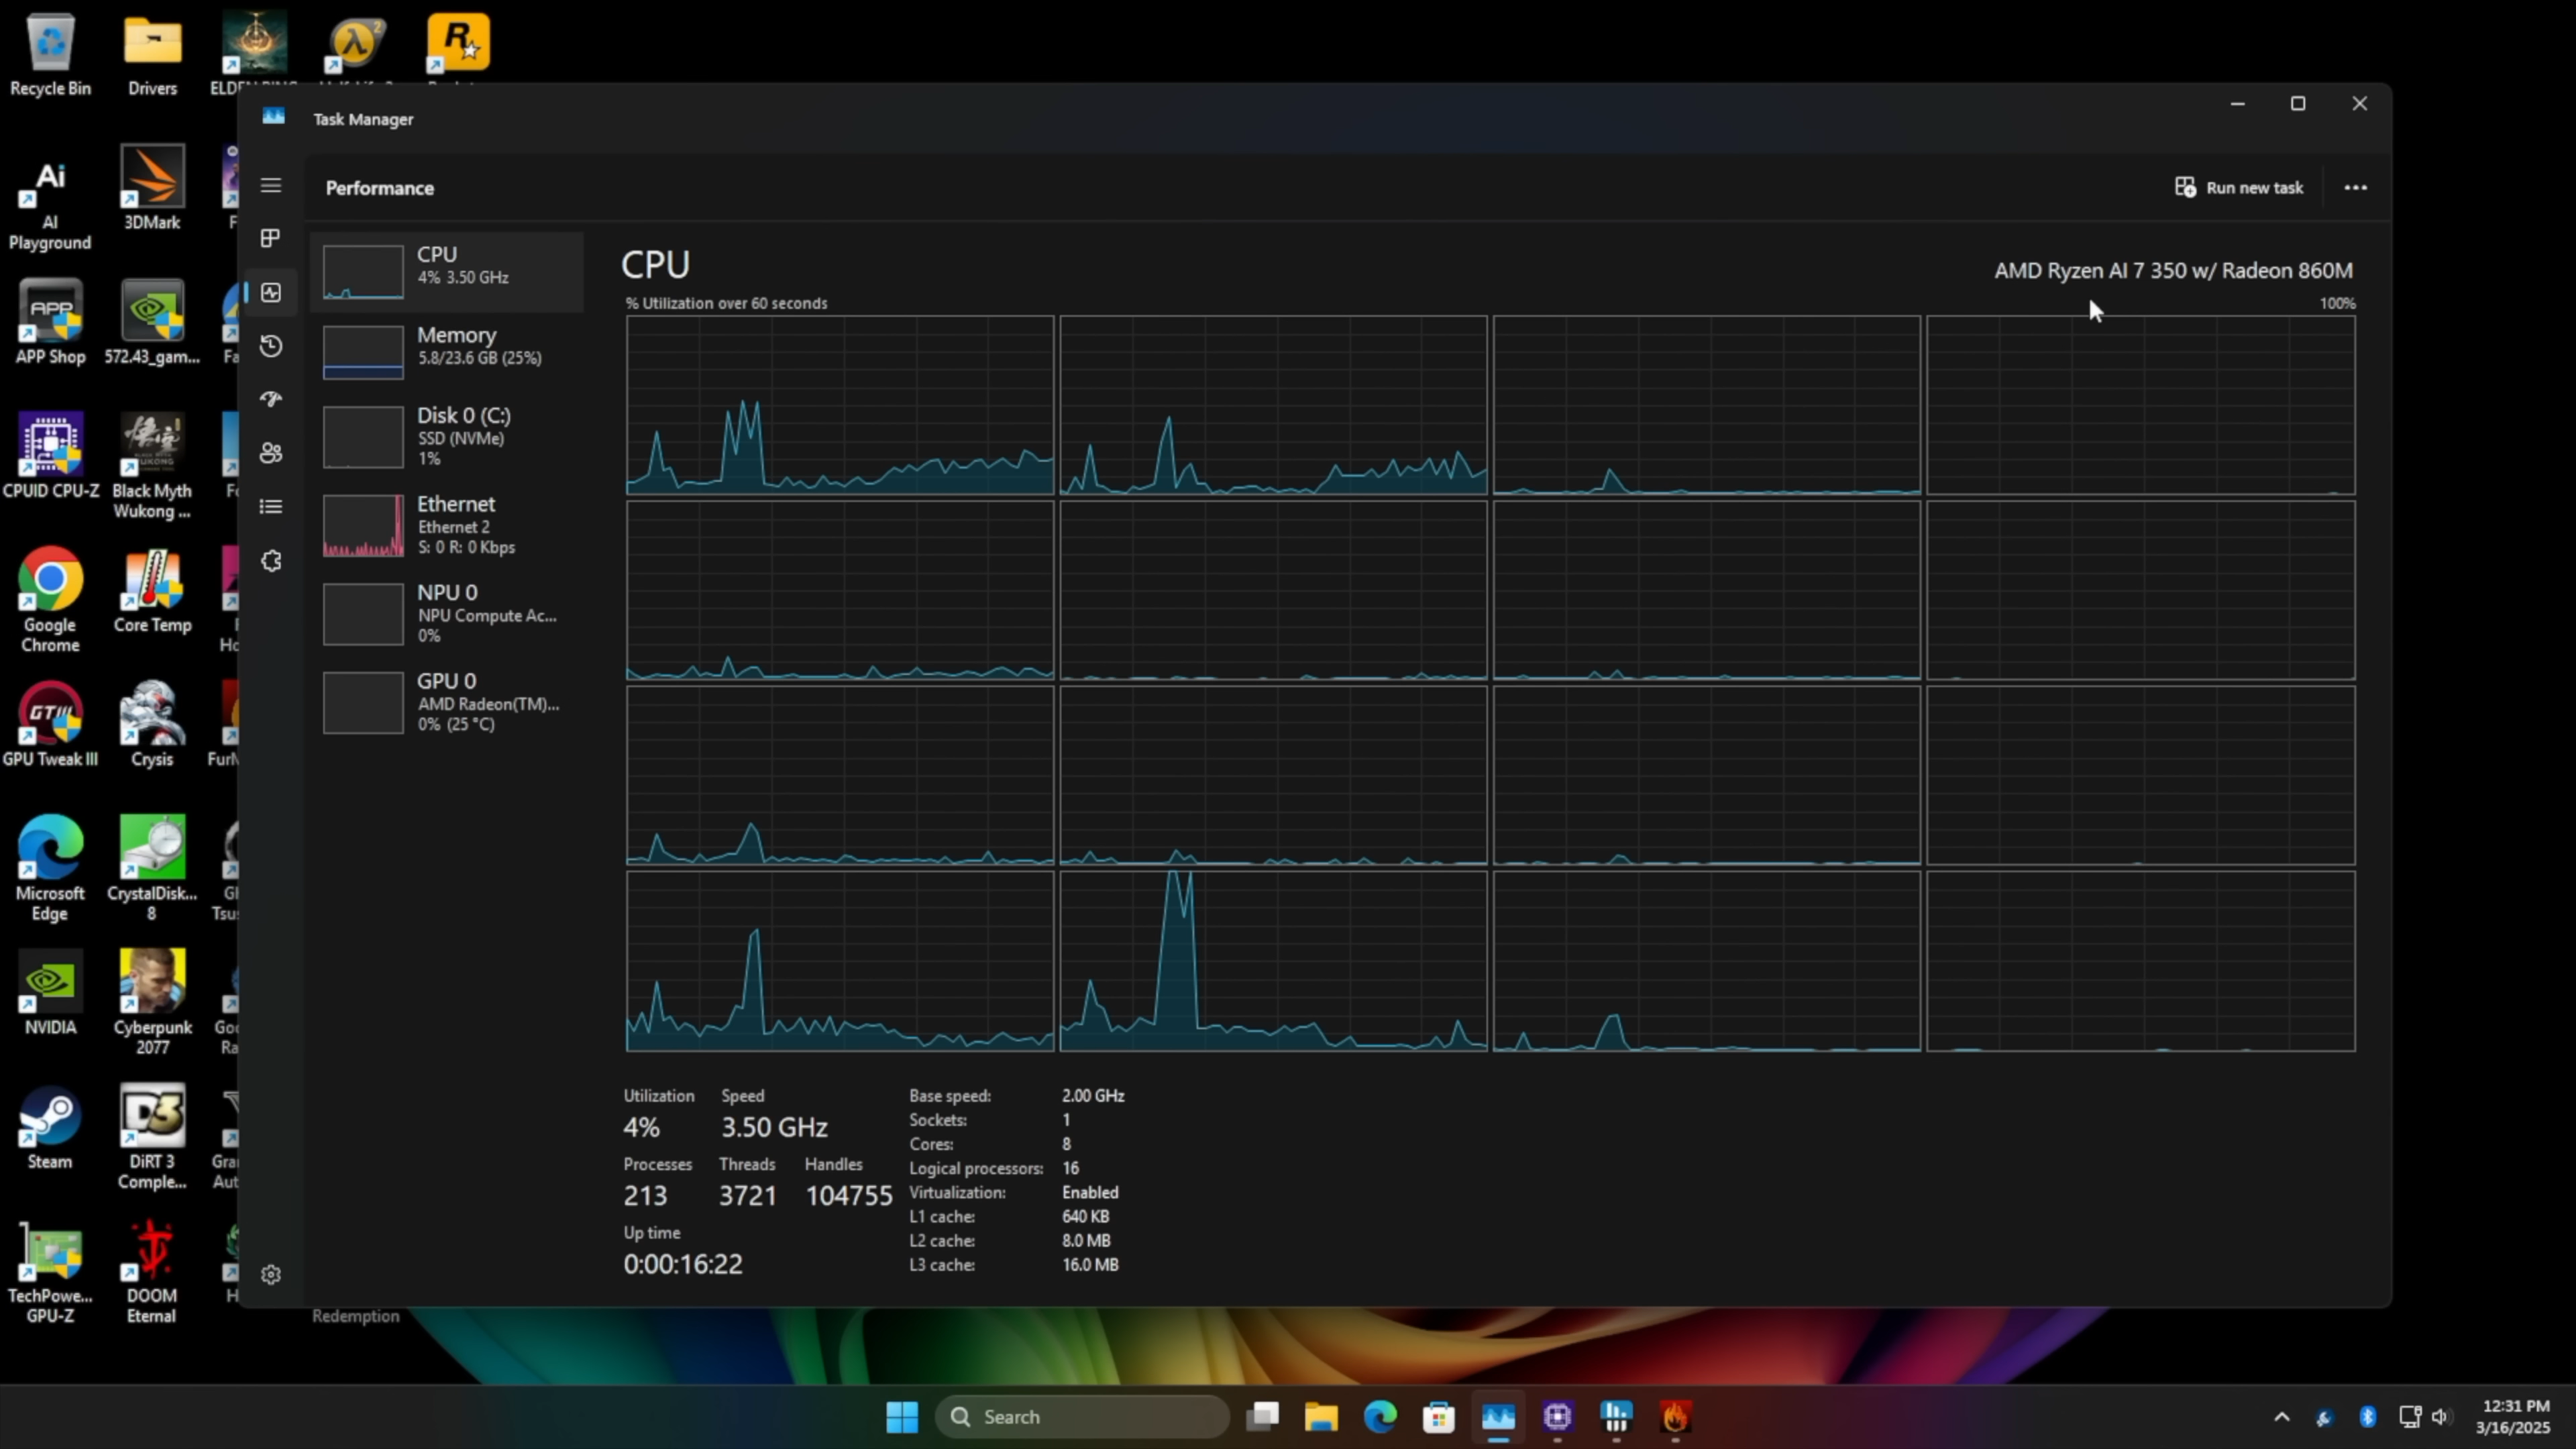 Recycle Bin
Drivers
ELDEN RING
AI Playground
3DMark
APP Shop
572.43_gam...
CPUID CPU-Z
Black Myth Wukong ...
Google Chrome
Core Temp
GPU Tweak III
Crysis
Microsoft Edge
CrystalDisk... 8
NVIDIA
Cyberpunk 2077
Steam
DiRT 3 Comple...
TechPowe... GPU-Z
DOOM Eternal
Redemption
Task Manager
Performance
Run new task
CPU
4% 3.50 GHz
Memory
5.8/23.6 GB (25%)
Disk 0 (C:)
SSD (NVMe)
1%
Ethernet
Ethernet 2
S: 0 R: 0 Kbps
NPU 0
NPU Compute Ac...
0%
GPU 0
AMD Radeon(TM)...
0% (25 °C)
CPU
AMD Ryzen AI 7 350 w/ Radeon 860M
% Utilization over 60 seconds
100%
Utilization
Speed
4%
3.50 GHz
Processes
Threads
Handles
213
3721
104755
Up time
0:00:16:22
Base speed: 2.00 GHz
Sockets: 1
Cores: 8
Logical processors: 16
Virtualization: Enabled
L1 cache: 640 KB
L2 cache: 8.0 MB
L3 cache: 16.0 MB
Search
12:31 PM
3/16/2025